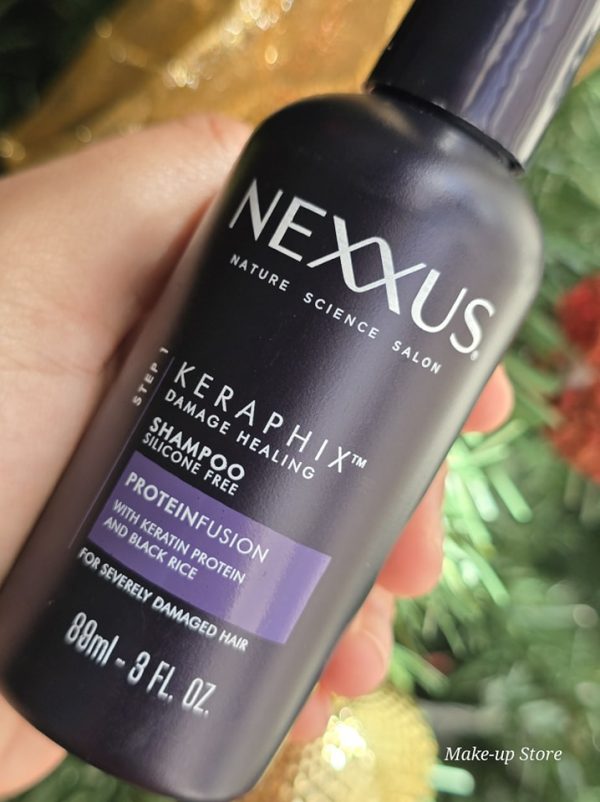 NEXXUS®
NATURE SCIENCE SALON
STEP 1
KERAPHIX™
DAMAGE HEALING
SHAMPOO
SILICONE FREE
PROTEINFUSION
WITH KERATIN PROTEIN
AND BLACK RICE
FOR SEVERELY DAMAGED HAIR
89ml - 3 FL. OZ.
Make-up Store